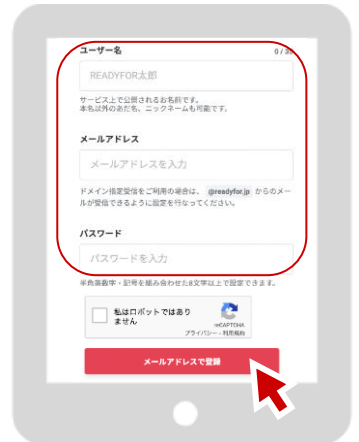 ユーザー名
0 / 30
READYFOR太郎
サービス上で公開されるお名前です。
本名以外のあだ名、ニックネームも可能です。
メールアドレス
メールアドレスを入力
ドメイン指定受信をご利用の場合は、 @readyfor.jp からのメー
ルが受信できるように設定を行なってください。
パスワード
パスワードを入力
半角英数字・記号を組み合わせた8文字以上で設定できます。
私はロボットではあり
ません
reCAPTCHA
プライバシー - 利用規約
メールアドレスで登録